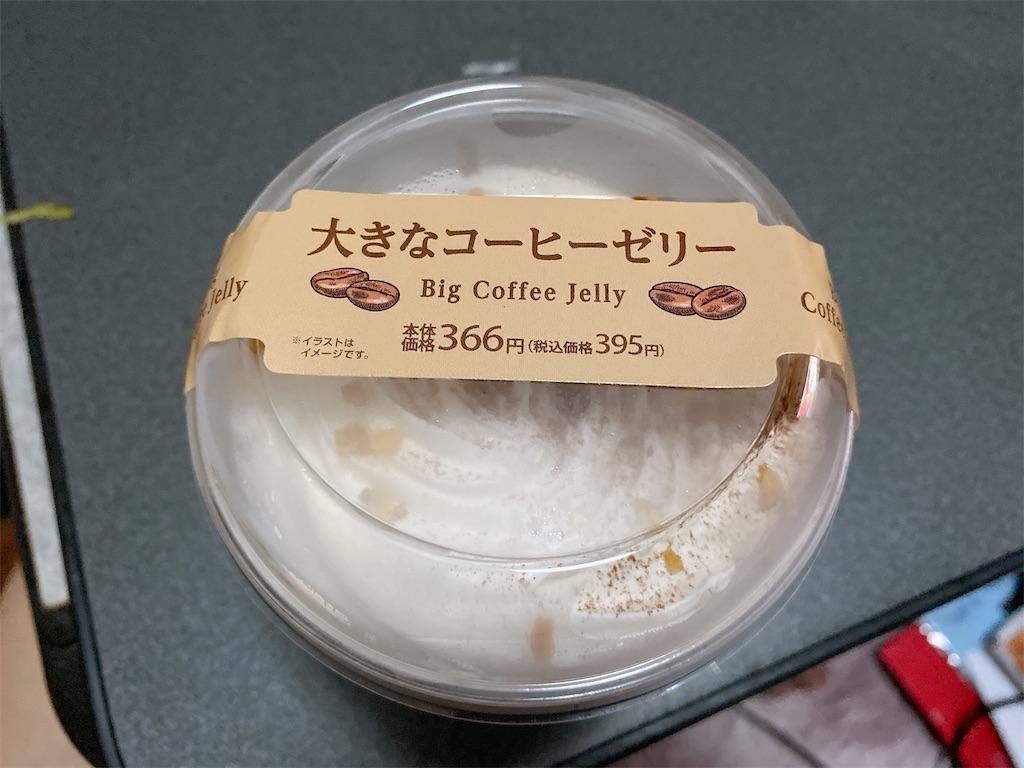 大きなコーヒーゼリー
Big Coffee Jelly
※イラストは
イメージです。
本体
価格366円(税込価格395円)
Jelly
Coffe